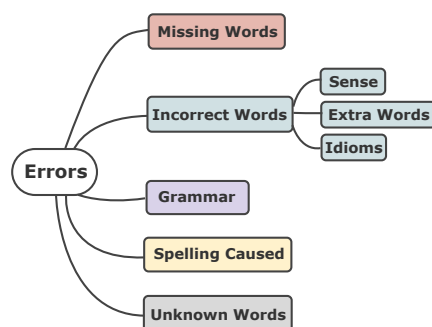 Errors
Missing Words
Incorrect Words
Sense
Extra Words
Idioms
Grammar
Spelling Caused
Unknown Words